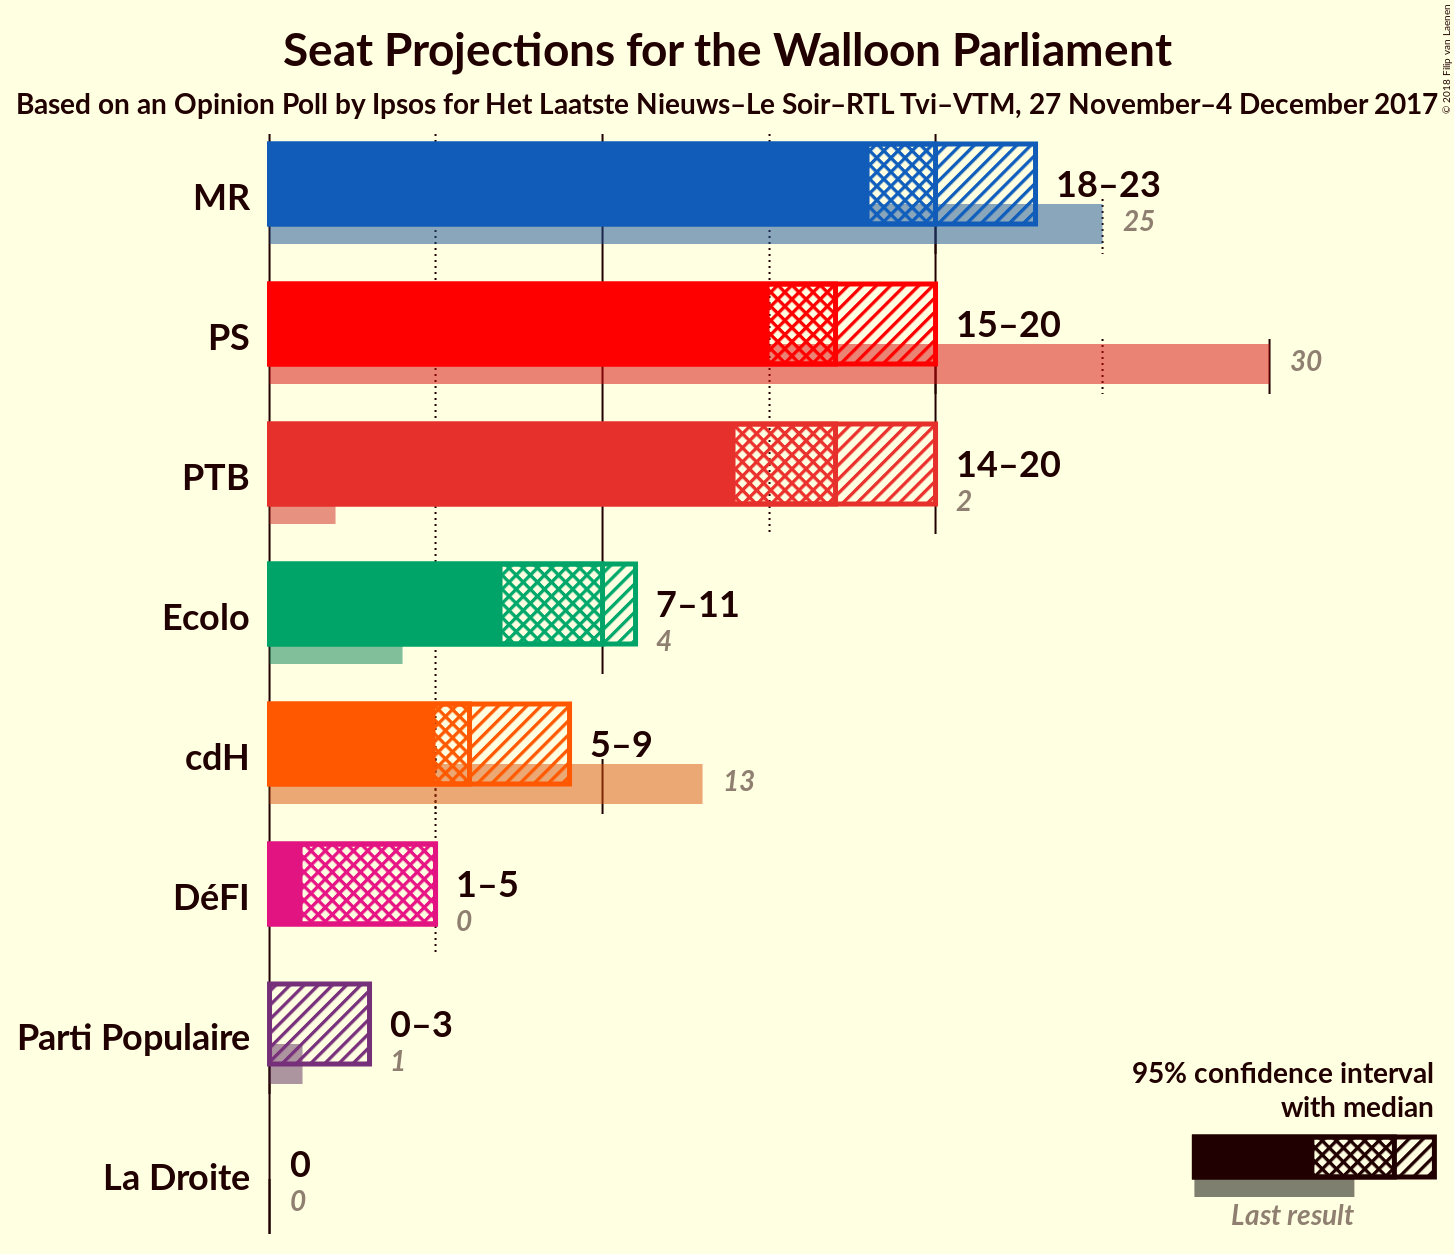 Seat Projections for the Walloon Parliament
Based on an Opinion Poll by Ipsos for Het Laatste Nieuws–Le Soir–RTL Tvi–VTM, 27 November–4 December 2017
© 2018 Filip van Laenen
MR
18–23
25
PS
15–20
30
PTB
14–20
2
Ecolo
7–11
4
cdH
5–9
13
DéFI
1–5
0
Parti Populaire
0–3
1
La Droite
0
0
95% confidence interval
with median
Last result